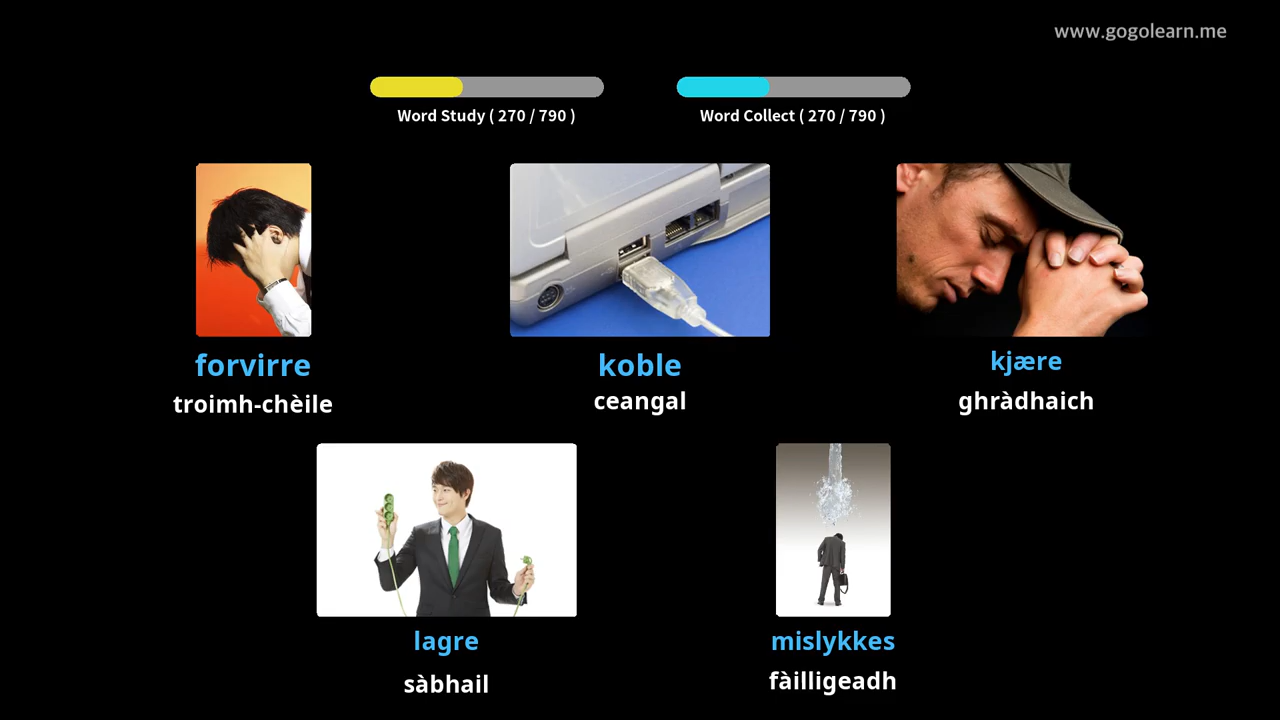 www.gogolearn.me
Word Study ( 270 / 790 )
Word Collect ( 270 / 790 )
forvirre
troimh-chèile
koble
ceangal
kjære
ghràdhaich
lagre
sàbhail
mislykkes
fàilligeadh